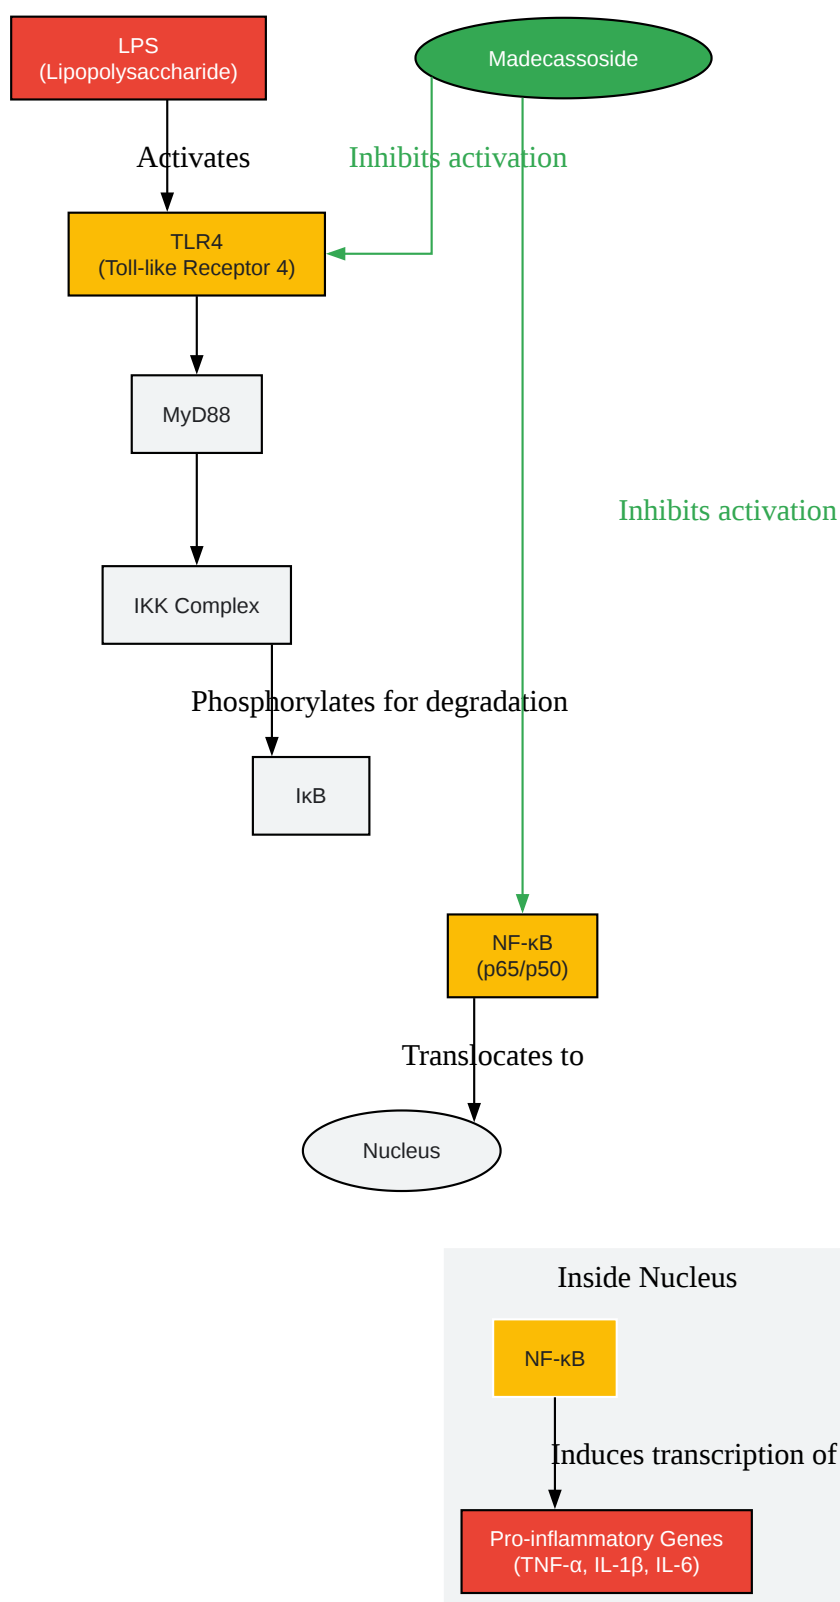 LPS
(Lipopolysaccharide)
Madecassoside
Activates
Inhibits activation
TLR4
(Toll-like Receptor 4)
MyD88
Inhibits activation
IKK Complex
Phosphorylates for degradation
IκB
NF-κB
(p65/p50)
Translocates to
Nucleus
Inside Nucleus
NF-κB
Induces transcription of
Pro-inflammatory Genes
(TNF-α, IL-1β, IL-6)